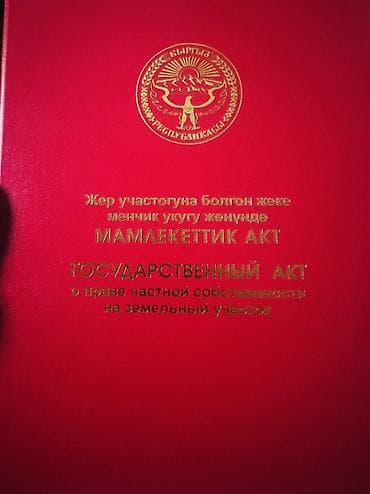 КЫРГЫЗ
РЕСПУБЛИКАСЫ
Жер участогуна болгон жеке
менчик укугу жөнүндө
МАМЛЕКЕТТИК АКТ
ГОСУДАРСТВЕННЫЙ АКТ
о праве частной собственности
на земельный участок